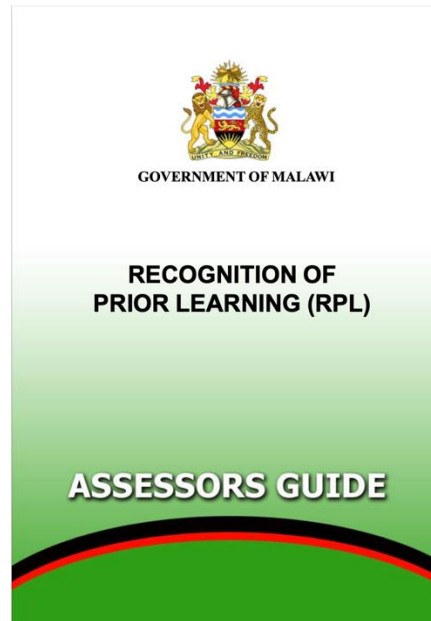 UNITY AND FREEDOM
GOVERNMENT OF MALAWI
RECOGNITION OF
PRIOR LEARNING (RPL)
ASSESSORS GUIDE